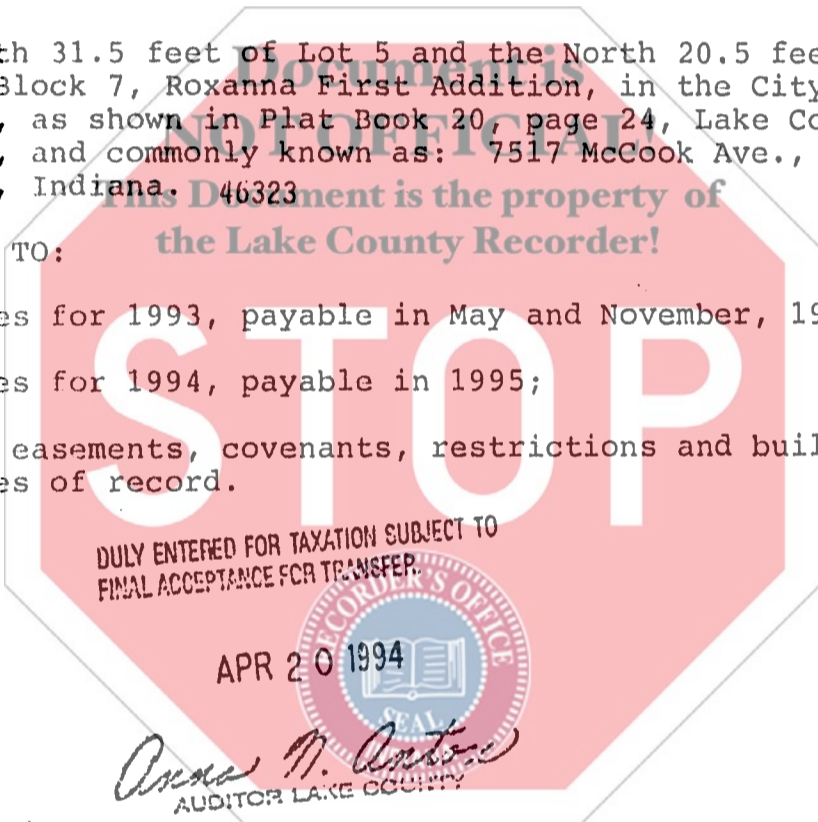 th 31.5 feet of Lot 5 and the North 20.5 fee
Block 7, Roxanna First Addition, in the City
, as shown in Plat Book 20, page 24, Lake Co
, and commonly known as: 7517 McCook Ave.,
, Indiana. 46323
Document is
NOT OFFICIAL!
This Document is the property of
the Lake County Recorder!
TO:
es for 1993, payable in May and November, 19
es for 1994, payable in 1995;
easements, covenants, restrictions and buil
es of record.
STOP
DULY ENTERED FOR TAXATION SUBJECT TO
FINAL ACCEPTANCE FOR TRANSFER.
RECORDER'S OFFICE
APR 20 1994
SEAL
Anna N. Anton
AUDITOR LAKE COUNTY